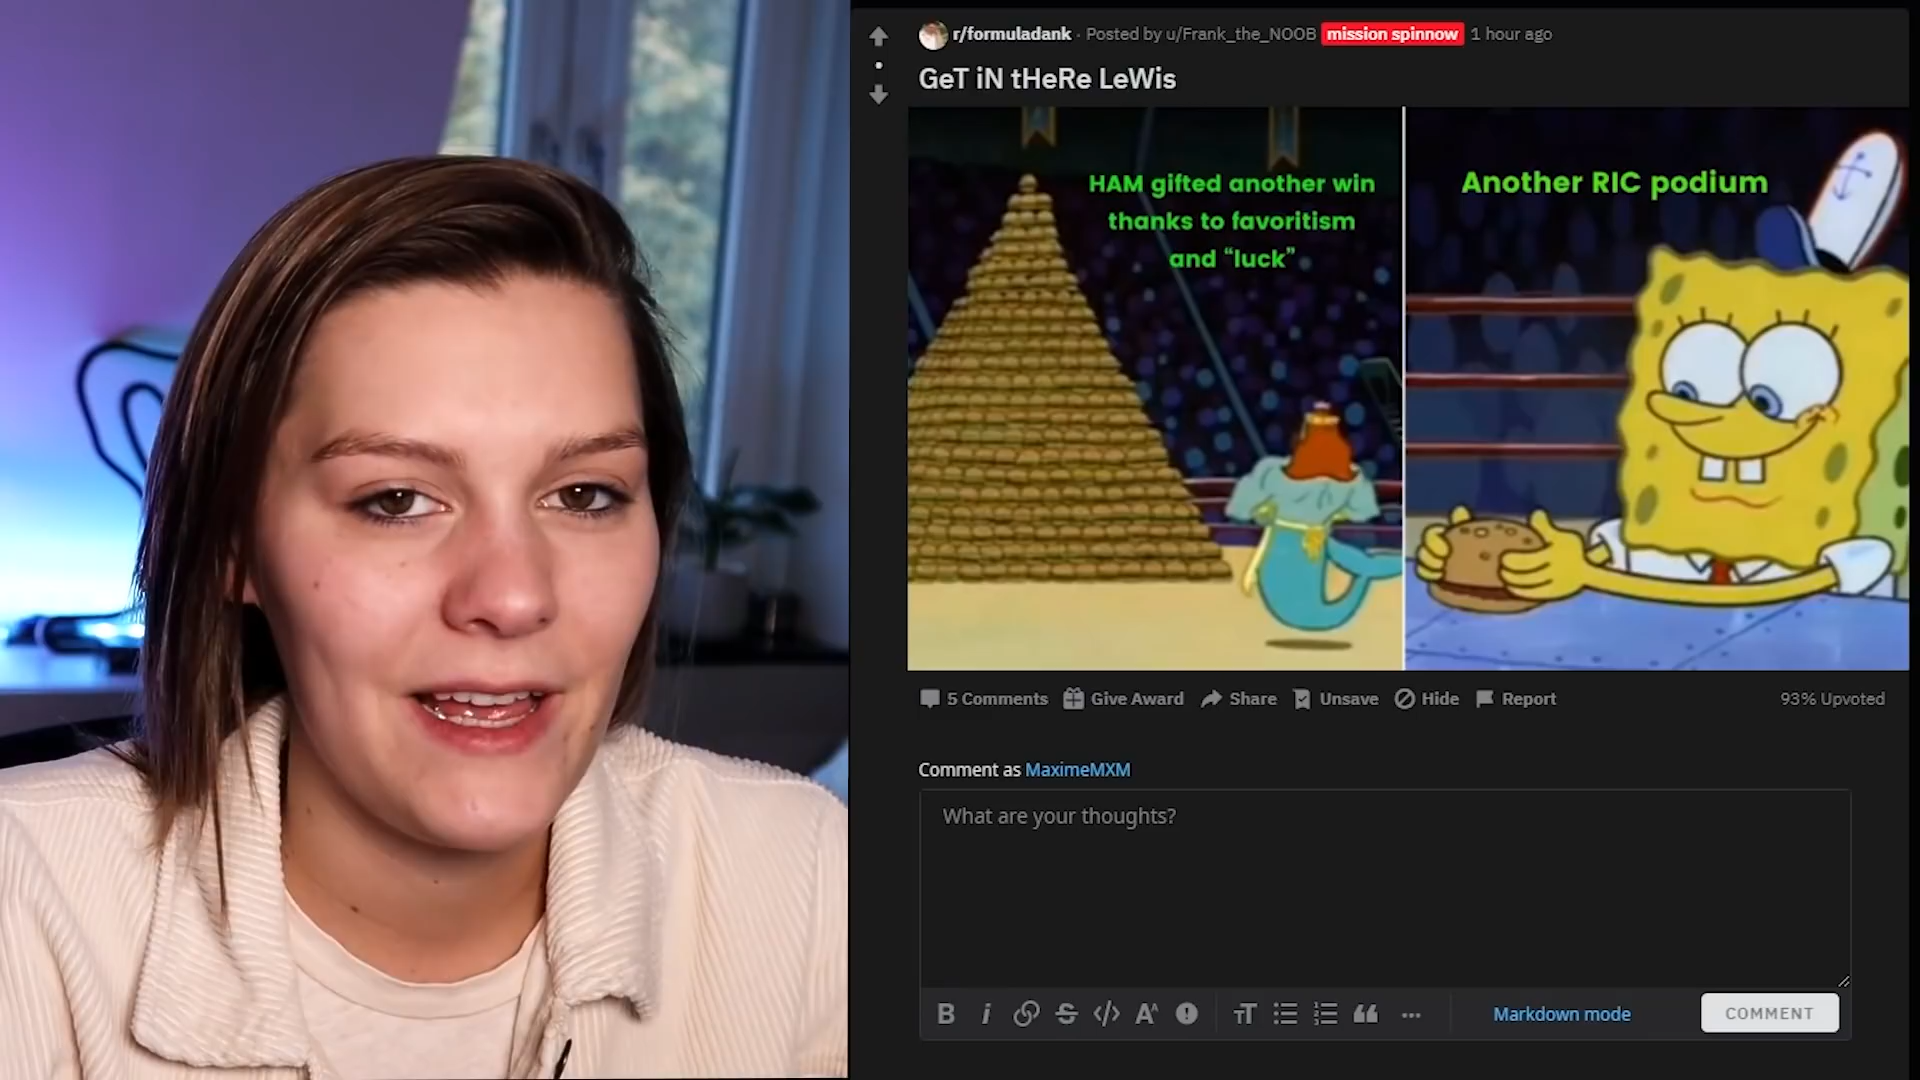 r/formuladank · Posted by u/Frank_the_NOOB mission spinnow 1 hour ago
GeT iN tHeRe LeWis
HAM gifted another win
thanks to favoritism
and “luck”
Another RIC podium
5 Comments Give Award Share Unsave Hide Report 93% Upvoted
Comment as MaximeMXM
What are your thoughts?
B i S </> A ! TT ... Markdown mode COMMENT